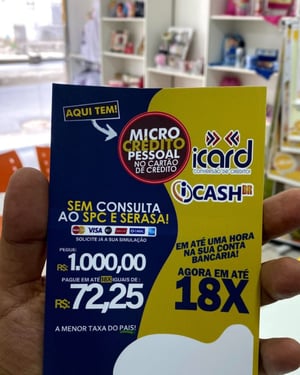 AQUI TEM!
MICRO
CRÉDITO
PESSOAL
NO CARTÃO
DE CRÉDITO
icard
CONVERSÃO DE CRÉDITO
iCASH BR
SEM CONSULTA
AO SPC E SERASA!
VISA
SOLICITE JÁ A SUA SIMULAÇÃO
PEGUE:
R$: 1.000,00
PAGUE EM ATÉ 18X IGUAIS DE :
R$: 72,25
A MENOR TAXA DO PAÍS!
EM ATÉ UMA HORA
NA SUA CONTA
BANCÁRIA!
AGORA EM ATÉ
18X